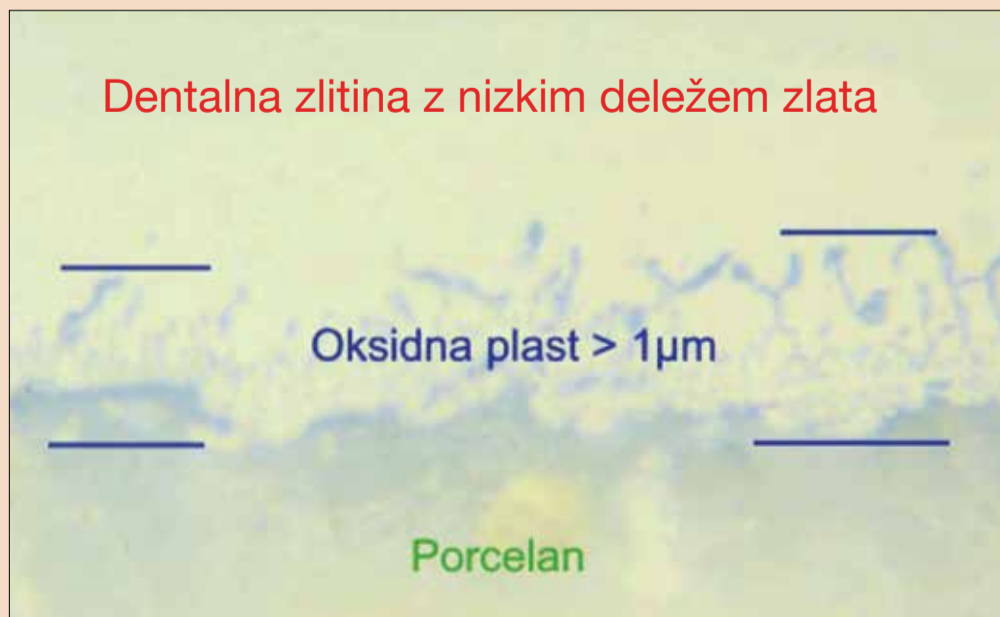 Dentalna zlitina z nizkim deležem zlata
Oksidna plast > 1µm
Porcelan